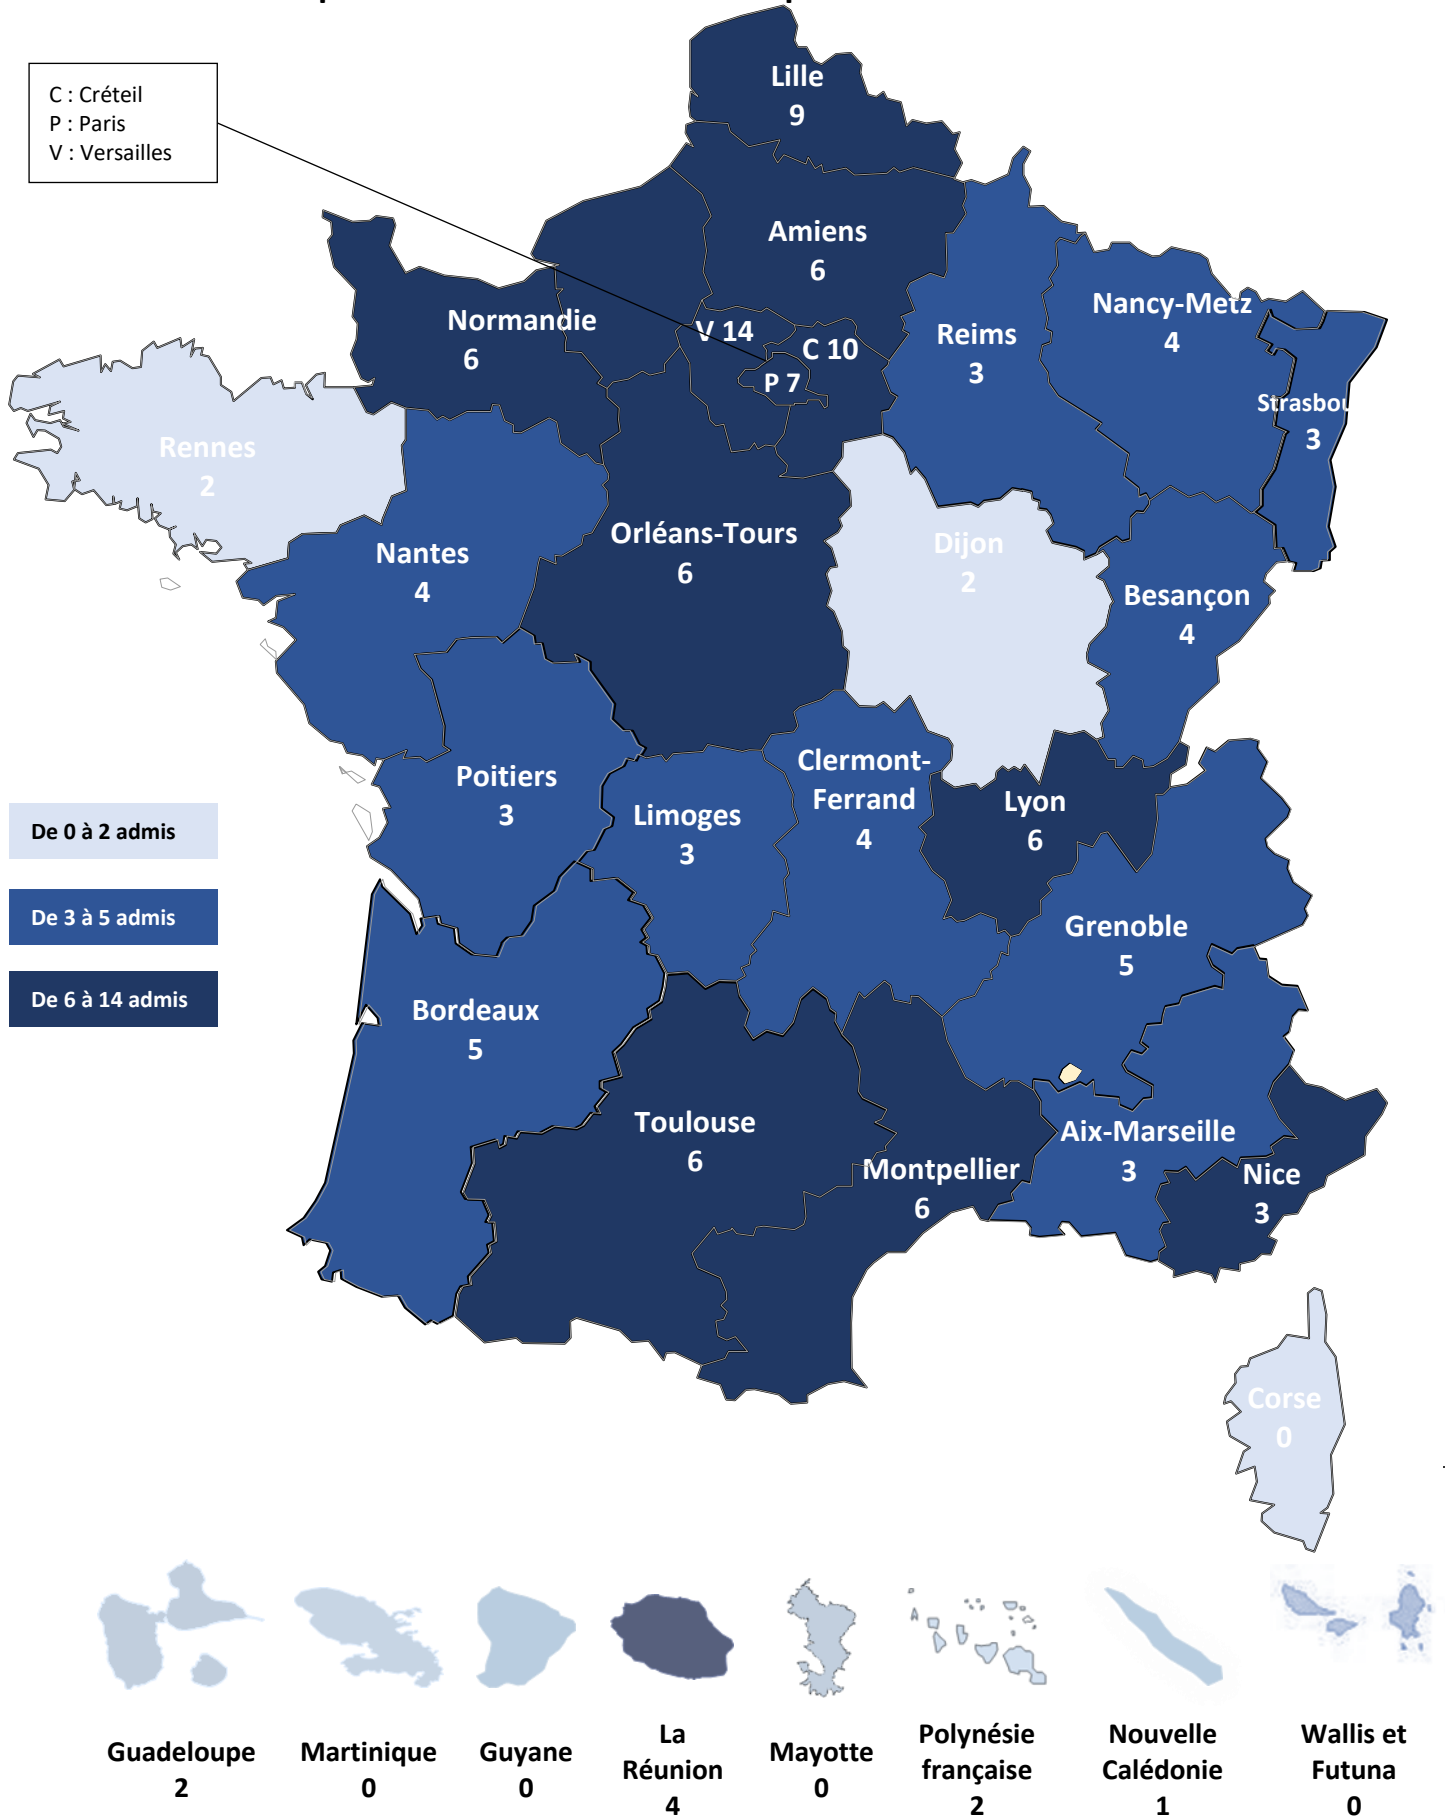 C : Créteil
P : Paris
V : Versailles
Lille
9
Amiens
6
Normandie
6
V 14
C 10
P 7
Reims
3
Nancy-Metz
4
Strasbou
3
Rennes
2
Nantes
4
Orléans-Tours
6
Dijon
2
Besançon
4
Poitiers
3
Limoges
3
Clermont-
Ferrand
4
Lyon
6
De 0 à 2 admis
De 3 à 5 admis
De 6 à 14 admis
Grenoble
5
Bordeaux
5
Toulouse
6
Montpellier
6
Aix-Marseille
3
Nice
3
Corse
0
Guadeloupe
2
Martinique
0
Guyane
0
La
Réunion
4
Mayotte
0
Polynésie
française
2
Nouvelle
Calédonie
1
Wallis et
Futuna
0